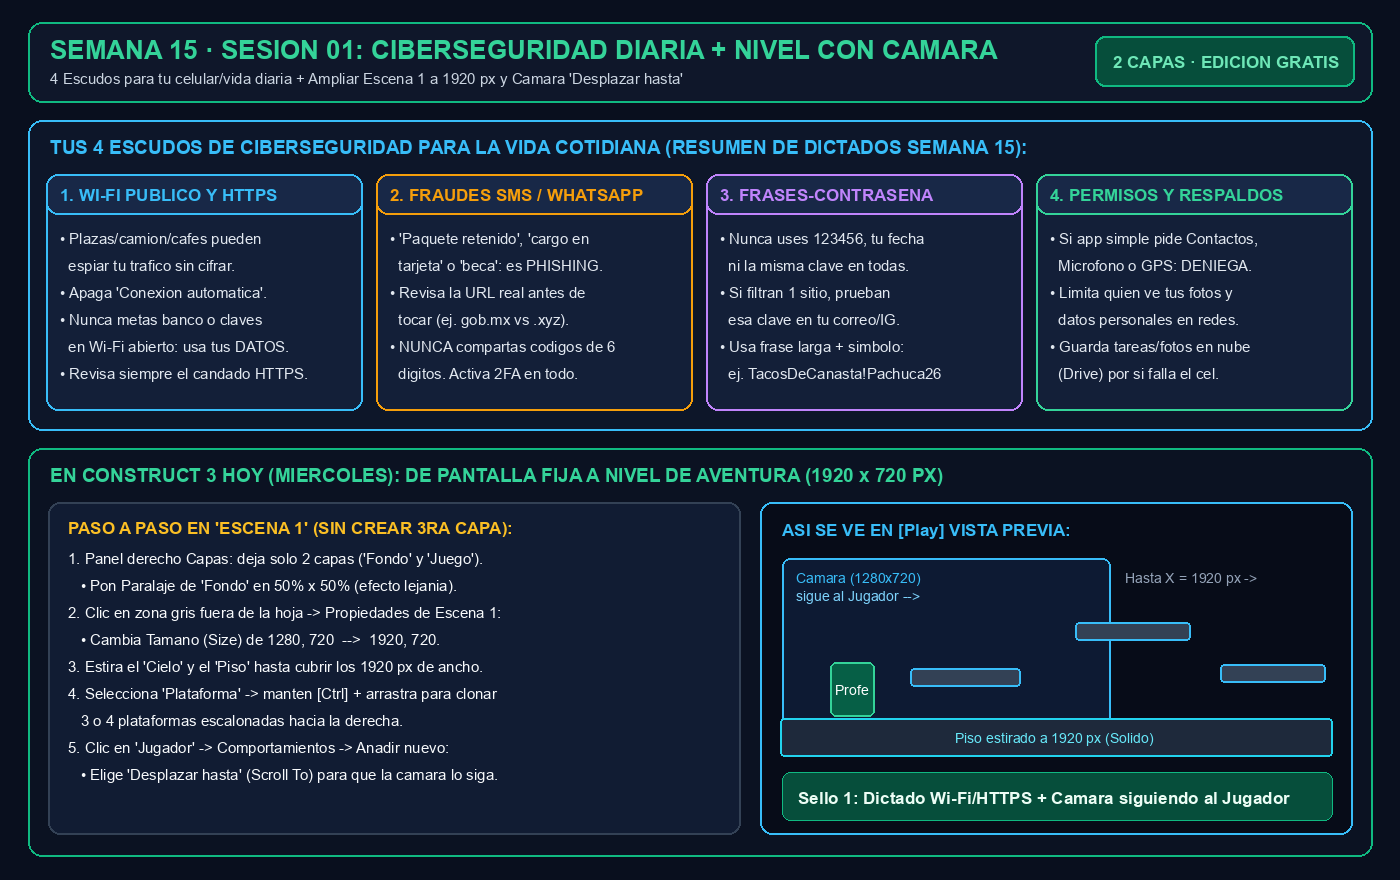 SEMANA 15 · SESION 01: CIBERSEGURIDAD DIARIA + NIVEL CON CAMARA
4 Escudos para tu celular/vida diaria + Ampliar Escena 1 a 1920 px y Camara 'Desplazar hasta'
2 CAPAS · EDICION GRATIS
TUS 4 ESCUDOS DE CIBERSEGURIDAD PARA LA VIDA COTIDIANA (RESUMEN DE DICTADOS SEMANA 15):
1. WI-FI PUBLICO Y HTTPS
• Plazas/camion/cafes pueden
espiar tu trafico sin cifrar.
• Apaga 'Conexion automatica'.
• Nunca metas banco o claves
en Wi-Fi abierto: usa tus DATOS.
• Revisa siempre el candado HTTPS.
2. FRAUDES SMS / WHATSAPP
• 'Paquete retenido', 'cargo en
tarjeta' o 'beca': es PHISHING.
• Revisa la URL real antes de
tocar (ej. gob.mx vs .xyz).
• NUNCA compartas codigos de 6
digitos. Activa 2FA en todo.
3. FRASES-CONTRASENA
• Nunca uses 123456, tu fecha
ni la misma clave en todas.
• Si filtran 1 sitio, prueban
esa clave en tu correo/IG.
• Usa frase larga + simbolo:
ej. TacosDeCanasta!Pachuca26
4. PERMISOS Y RESPALDOS
• Si app simple pide Contactos,
Microfono o GPS: DENIEGA.
• Limita quien ve tus fotos y
datos personales en redes.
• Guarda tareas/fotos en nube
(Drive) por si falla el cel.
EN CONSTRUCT 3 HOY (MIERCOLES): DE PANTALLA FIJA A NIVEL DE AVENTURA (1920 x 720 PX)
PASO A PASO EN 'ESCENA 1' (SIN CREAR 3RA CAPA):
1. Panel derecho Capas: deja solo 2 capas ('Fondo' y 'Juego').
• Pon Paralaje de 'Fondo' en 50% x 50% (efecto lejania).
2. Clic en zona gris fuera de la hoja -> Propiedades de Escena 1:
• Cambia Tamano (Size) de 1280, 720 --> 1920, 720.
3. Estira el 'Cielo' y el 'Piso' hasta cubrir los 1920 px de ancho.
4. Selecciona 'Plataforma' -> manten [Ctrl] + arrastra para clonar
3 o 4 plataformas escalonadas hacia la derecha.
5. Clic en 'Jugador' -> Comportamientos -> Anadir nuevo:
• Elige 'Desplazar hasta' (Scroll To) para que la camara lo siga.
ASI SE VE EN [Play] VISTA PREVIA:
Camara (1280x720)
sigue al Jugador -->
Hasta X = 1920 px ->
Profe
Piso estirado a 1920 px (Solido)
Sello 1: Dictado Wi-Fi/HTTPS + Camara siguiendo al Jugador